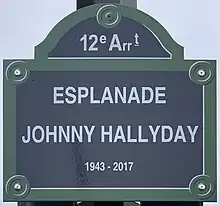 12e Arrt
ESPLANADE
JOHNNY HALLYDAY
1943 - 2017